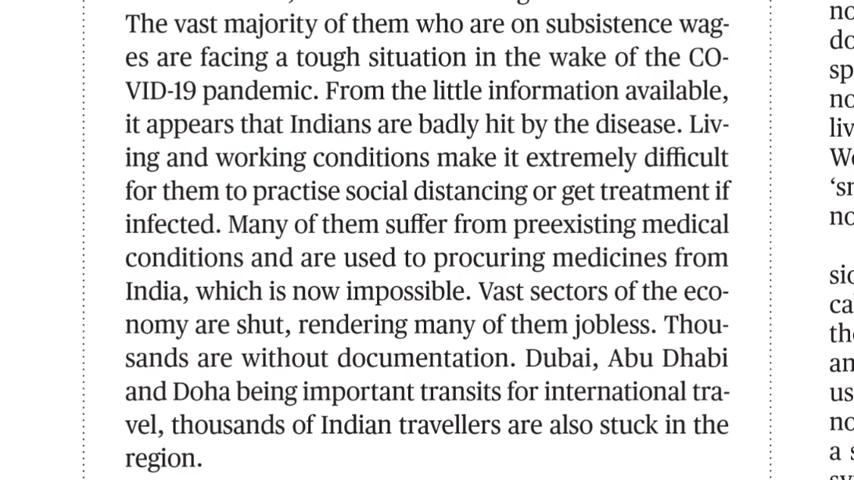 The vast majority of them who are on subsistence wag-
es are facing a tough situation in the wake of the CO-
VID-19 pandemic. From the little information available,
it appears that Indians are badly hit by the disease. Liv-
ing and working conditions make it extremely difficult
for them to practise social distancing or get treatment if
infected. Many of them suffer from preexisting medical
conditions and are used to procuring medicines from
India, which is now impossible. Vast sectors of the eco-
nomy are shut, rendering many of them jobless. Thou-
sands are without documentation. Dubai, Abu Dhabi
and Doha being important transits for international tra-
vel, thousands of Indian travellers are also stuck in the
region.